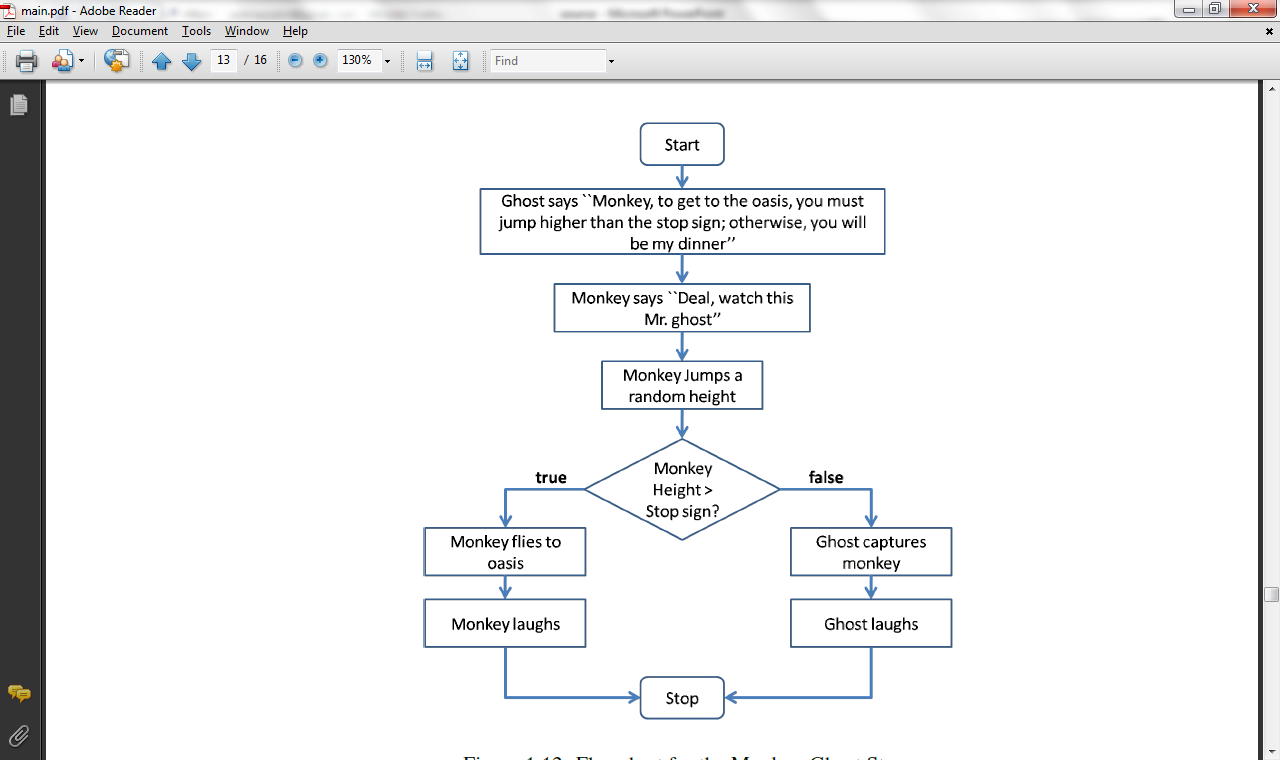 main.pdf - Adobe Reader
File Edit View Document Tools Window Help
13 / 16 130% Find
Start
Ghost says ``Monkey, to get to the oasis, you must
jump higher than the stop sign; otherwise, you will
be my dinner’’
Monkey says ``Deal, watch this
Mr. ghost’’
Monkey Jumps a
random height
Monkey
Height >
Stop sign?
true
false
Monkey flies to
oasis
Ghost captures
monkey
Monkey laughs
Ghost laughs
Stop